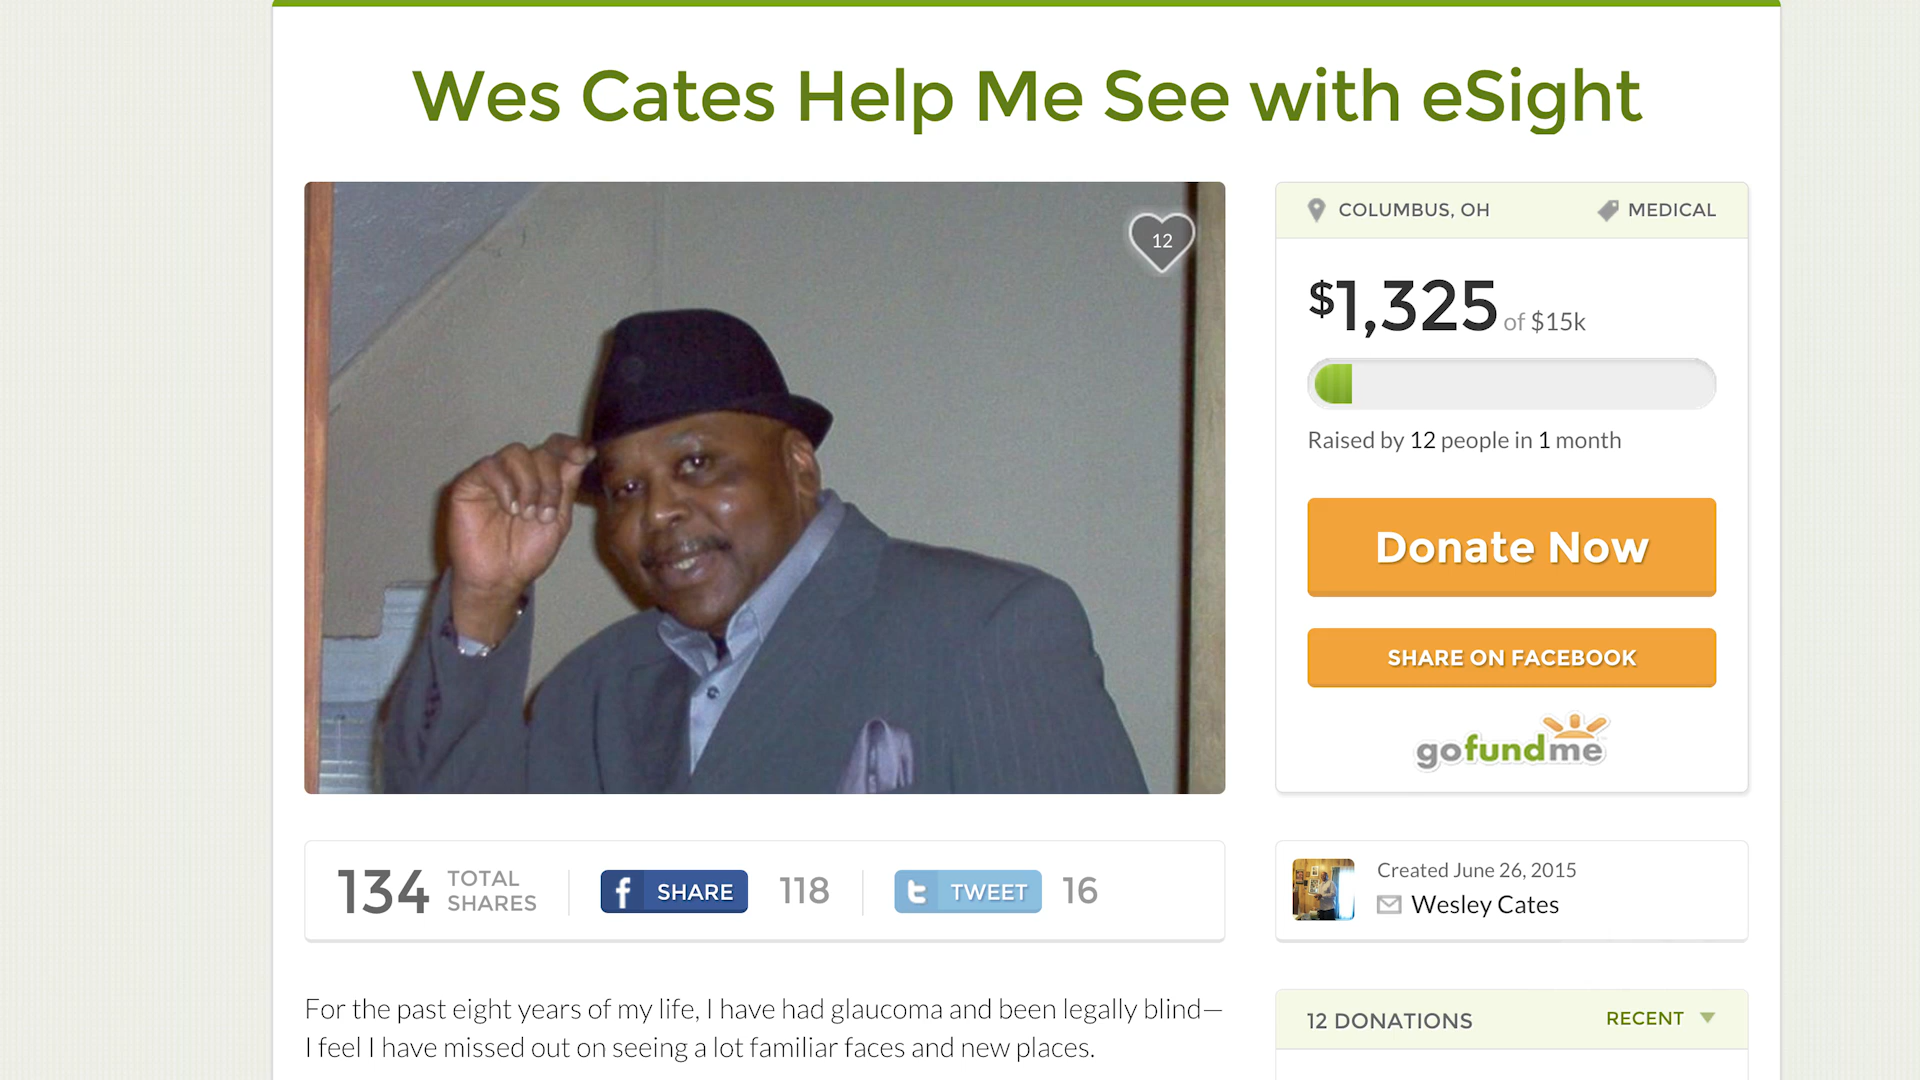 Wes Cates Help Me See with eSight
12
COLUMBUS, OH
MEDICAL
$1,325 of $15k
Raised by 12 people in 1 month
Donate Now
SHARE ON FACEBOOK
gofundme
134 TOTAL SHARES
f SHARE 118
t TWEET 16
Created June 26, 2015
Wesley Cates
For the past eight years of my life, I have had glaucoma and been legally blind—
I feel I have missed out on seeing a lot familiar faces and new places.
12 DONATIONS
RECENT